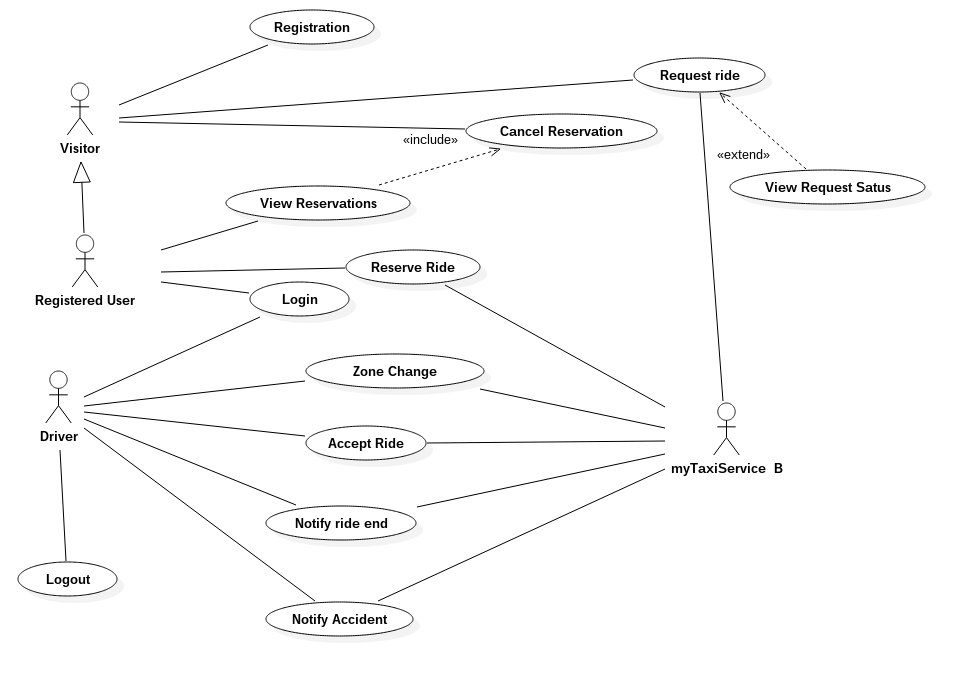 Registration
Request ride
Visitor
Cancel Reservation
«include»
«extend»
View Request Satus
View Reservations
Registered User
Reserve Ride
Login
Zone Change
Driver
Accept Ride
myTaxiService  B
Notify ride end
Logout
Notify Accident